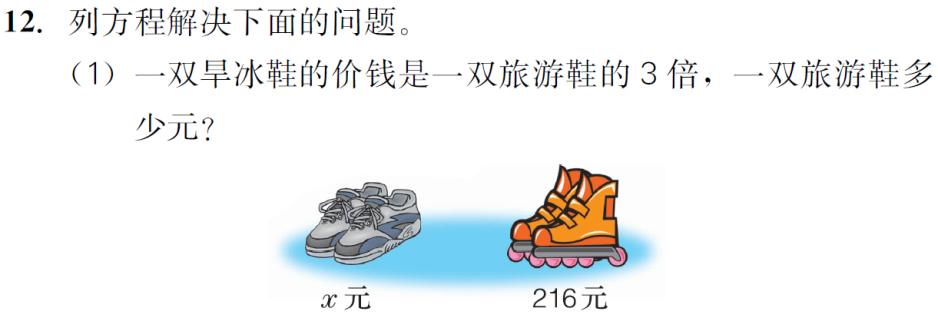 12. 列方程解决下面的问题。
（1）一双旱冰鞋的价钱是一双旅游鞋的 3 倍，一双旅游鞋多
少元？
x 元 216元